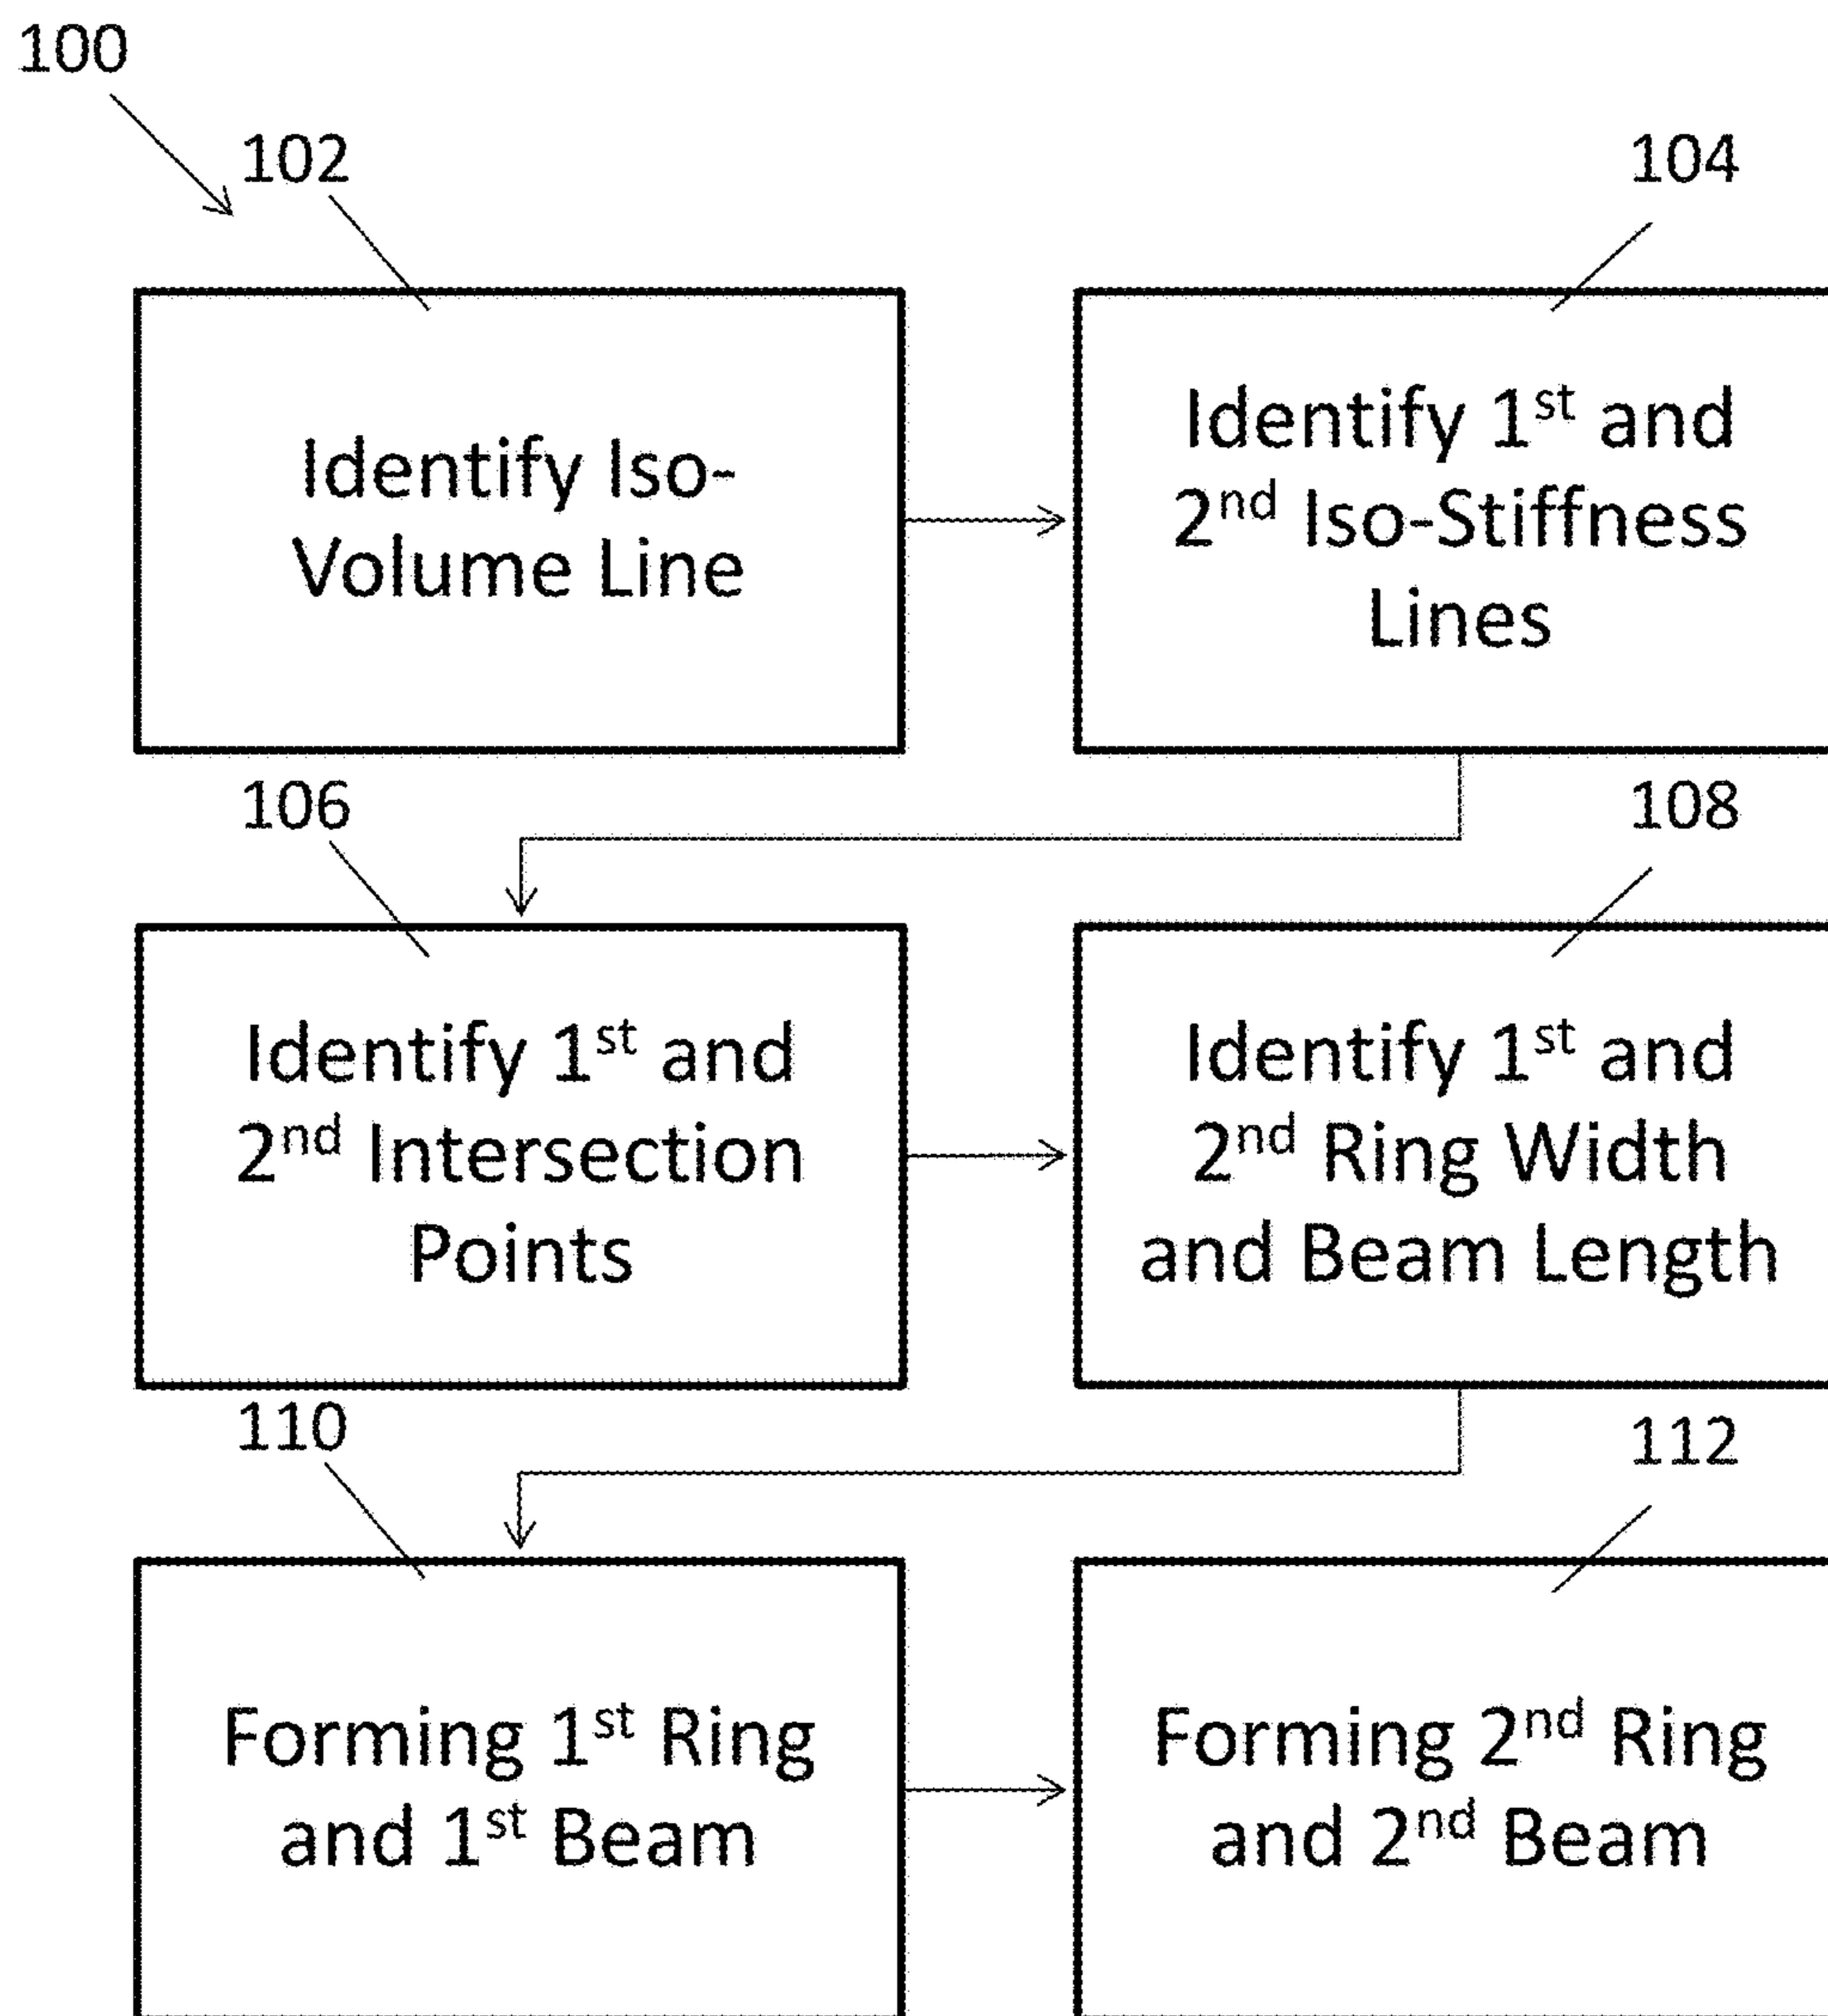 100
102
104
Identify Iso-
Volume Line
Identify 1st and
2nd Iso-Stiffness
Lines
106
108
Identify 1st and
2nd Intersection
Points
Identify 1st and
2nd Ring Width
and Beam Length
110
112
Forming 1st Ring
and 1st Beam
Forming 2nd Ring
and 2nd Beam